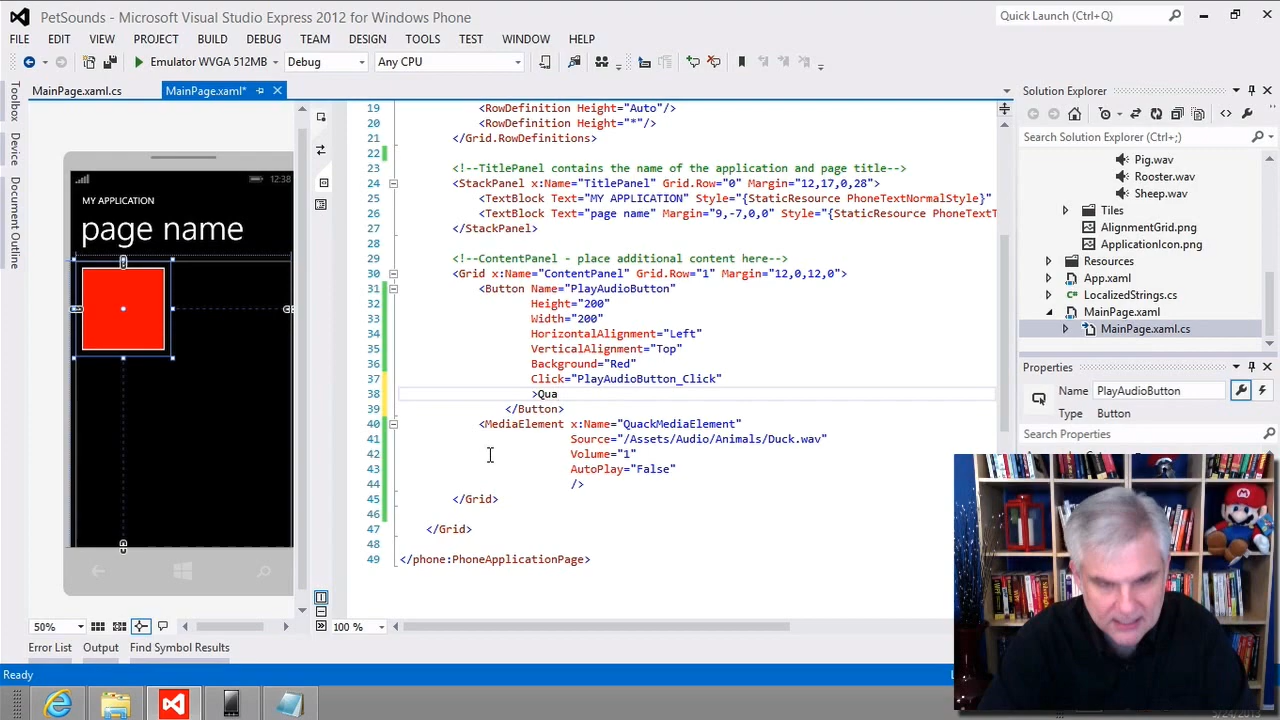 PetSounds - Microsoft Visual Studio Express 2012 for Windows Phone
Quick Launch (Ctrl+Q)
FILE EDIT VIEW PROJECT BUILD DEBUG TEAM DESIGN TOOLS TEST WINDOW HELP
Emulator WVGA 512MB Debug Any CPU
Toolbox
Device
Document Outline
MainPage.xaml.cs MainPage.xaml*
12:38
MY APPLICATION
page name
19 <RowDefinition Height="Auto"/>
20 <RowDefinition Height="*"/>
21 </Grid.RowDefinitions>
22
23 <!--TitlePanel contains the name of the application and page title-->
24 <StackPanel x:Name="TitlePanel" Grid.Row="0" Margin="12,17,0,28">
25 <TextBlock Text="MY APPLICATION" Style="{StaticResource PhoneTextNormalStyle}"
26 <TextBlock Text="page name" Margin="9,-7,0,0" Style="{StaticResource PhoneTextT
27 </StackPanel>
28
29 <!--ContentPanel - place additional content here-->
30 <Grid x:Name="ContentPanel" Grid.Row="1" Margin="12,0,12,0">
31 <Button Name="PlayAudioButton"
32 Height="200"
33 Width="200"
34 HorizontalAlignment="Left"
35 VerticalAlignment="Top"
36 Background="Red"
37 Click="PlayAudioButton_Click"
38 >Qua
39 </Button>
40 <MediaElement x:Name="QuackMediaElement"
41 Source="/Assets/Audio/Animals/Duck.wav"
42 Volume="1"
43 AutoPlay="False"
44 />
45 </Grid>
46
47 </Grid>
48
49 </phone:PhoneApplicationPage>
50%
100 %
Error List Output Find Symbol Results
Ready
Solution Explorer
Search Solution Explorer (Ctrl+;)
Pig.wav
Rooster.wav
Sheep.wav
Tiles
AlignmentGrid.png
ApplicationIcon.png
Resources
App.xaml
LocalizedStrings.cs
MainPage.xaml
MainPage.xaml.cs
Properties
Name PlayAudioButton
Type Button
Search Properties